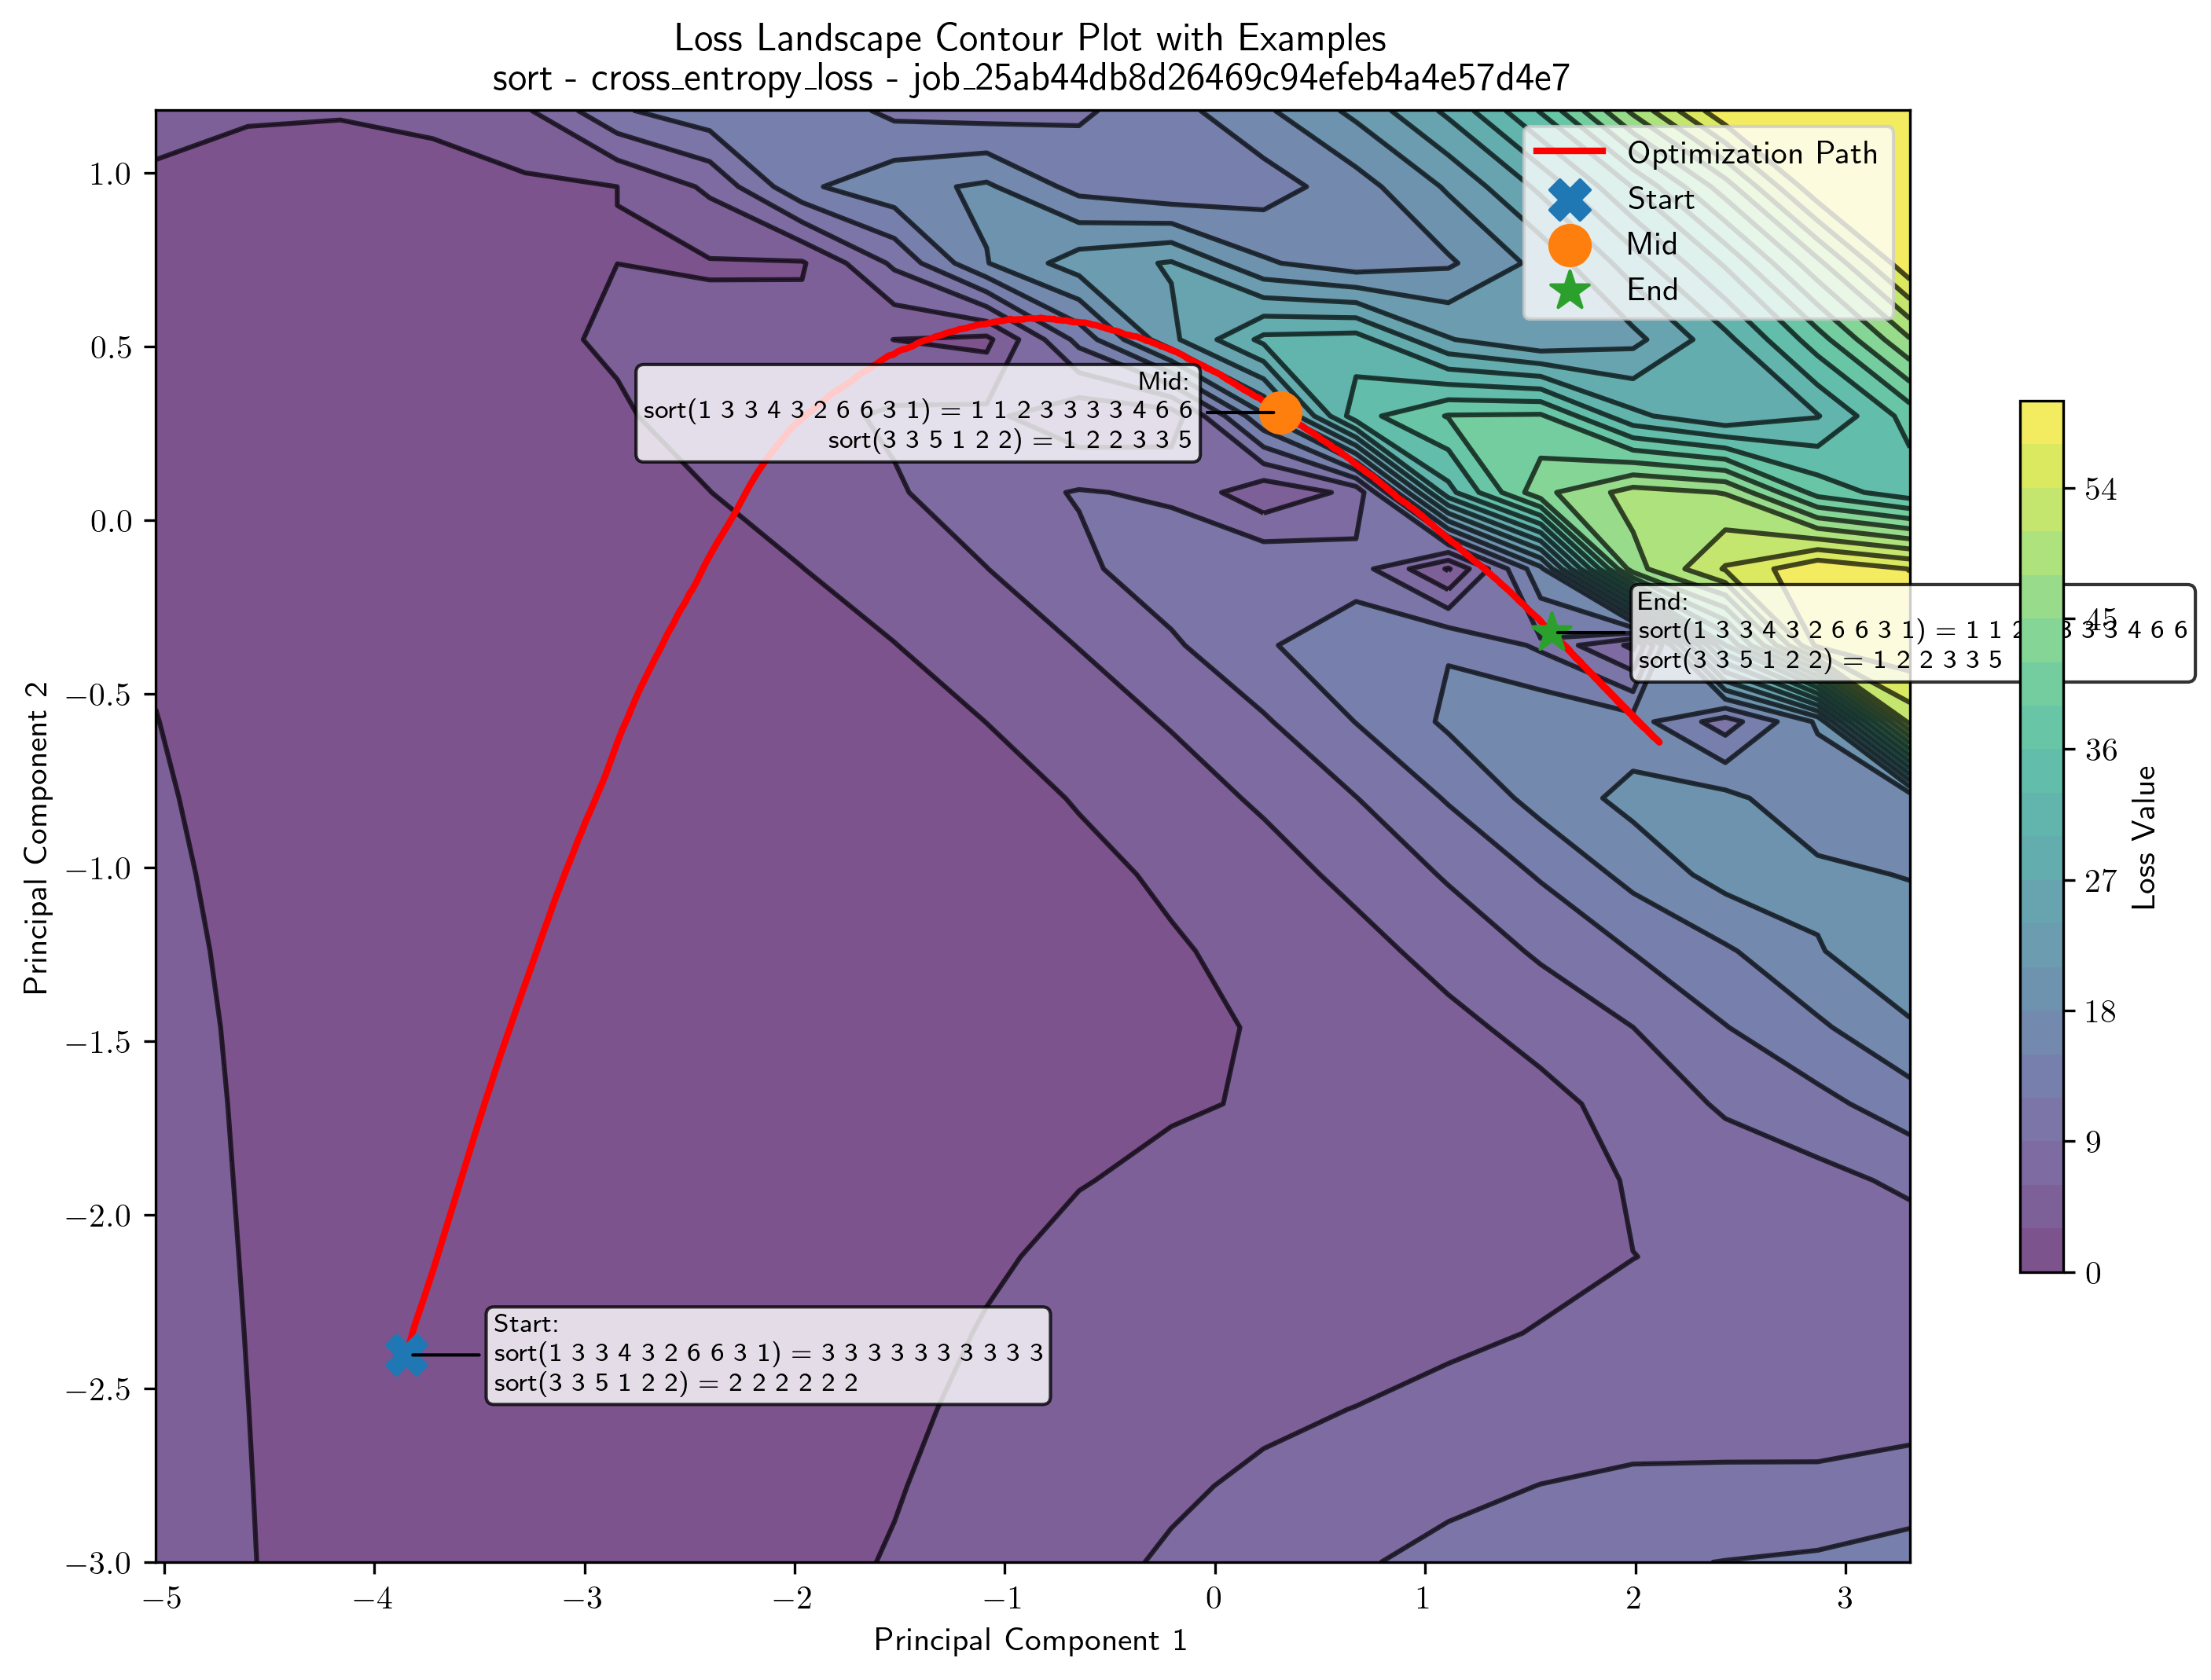 Loss Landscape Contour Plot with Examples
sort - cross_entropy_loss - job_25ab44db8d26469c94efeb4a4e57d4e7
Optimization Path
Start
Mid
End
Mid:
sort(1 3 3 4 3 2 6 6 3 1) = 1 1 2 3 3 3 3 4 6 6
sort(3 3 5 1 2 2) = 1 2 2 3 3 5
End:
sort(1 3 3 4 3 2 6 6 3 1) = 1 1 2 3 3 3 4 6 6
sort(3 3 5 1 2 2) = 1 2 2 3 3 5
Start:
sort(1 3 3 4 3 2 6 6 3 1) = 3 3 3 3 3 3 3 3 3 3
sort(3 3 5 1 2 2) = 2 2 2 2 2 2
1.0
0.5
0.0
−0.5
−1.0
−1.5
−2.0
−2.5
−3.0
Principal Component 2
−5
−4
−3
−2
−1
0
1
2
3
Principal Component 1
54
45
36
27
18
9
0
Loss Value